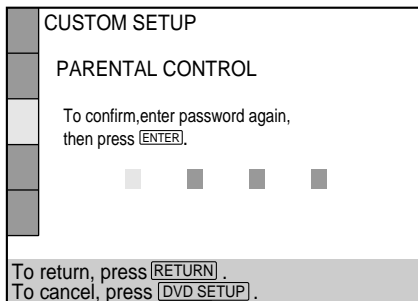 CUSTOM SETUP
PARENTAL CONTROL
To confirm,enter password again,
then press ENTER.
To return, press RETURN .
To cancel, press DVD SETUP .